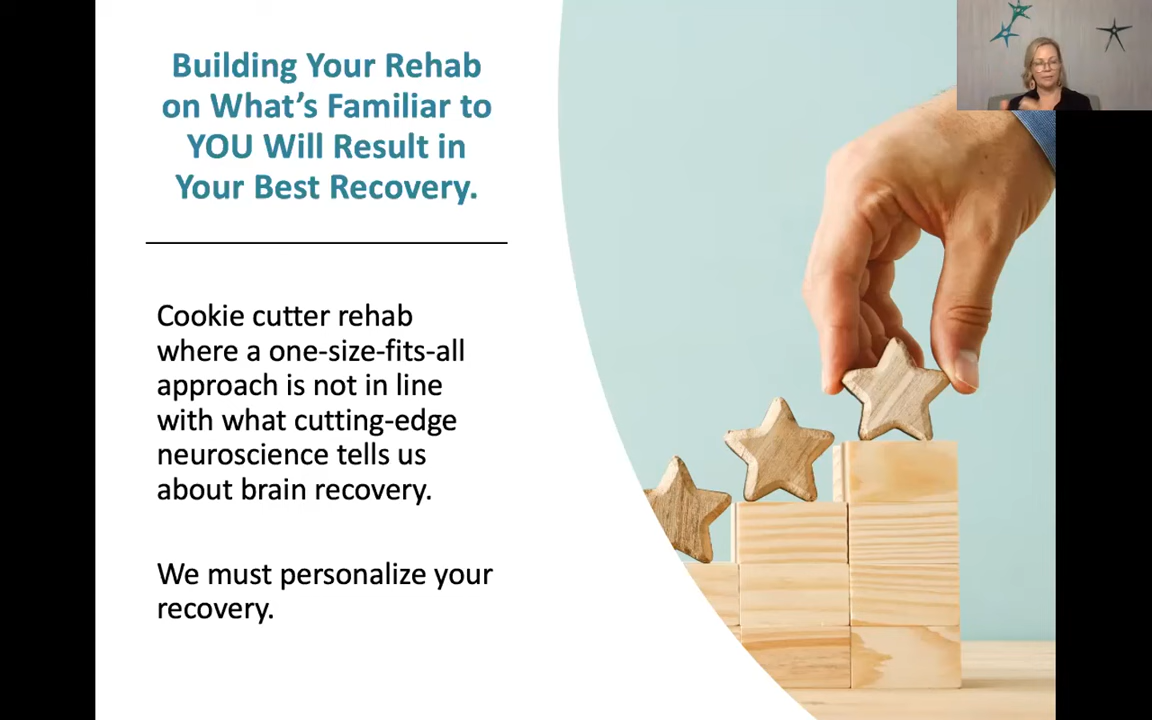 Building Your Rehab
on What's Familiar to
YOU Will Result in
Your Best Recovery.
Cookie cutter rehab
where a one-size-fits-all
approach is not in line
with what cutting-edge
neuroscience tells us
about brain recovery.
We must personalize your
recovery.